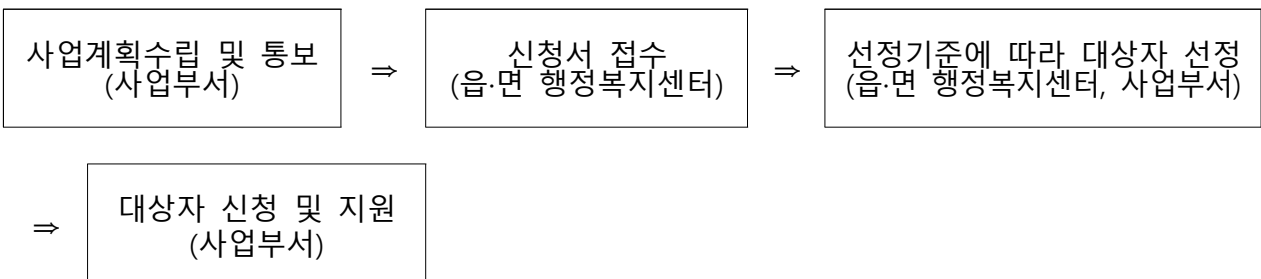 사업계획수립 및 통보
(사업부서)
⇒
신청서 접수
(읍·면 행정복지센터)
⇒
선정기준에 따라 대상자 선정
(읍·면 행정복지센터, 사업부서)
⇒
대상자 신청 및 지원
(사업부서)